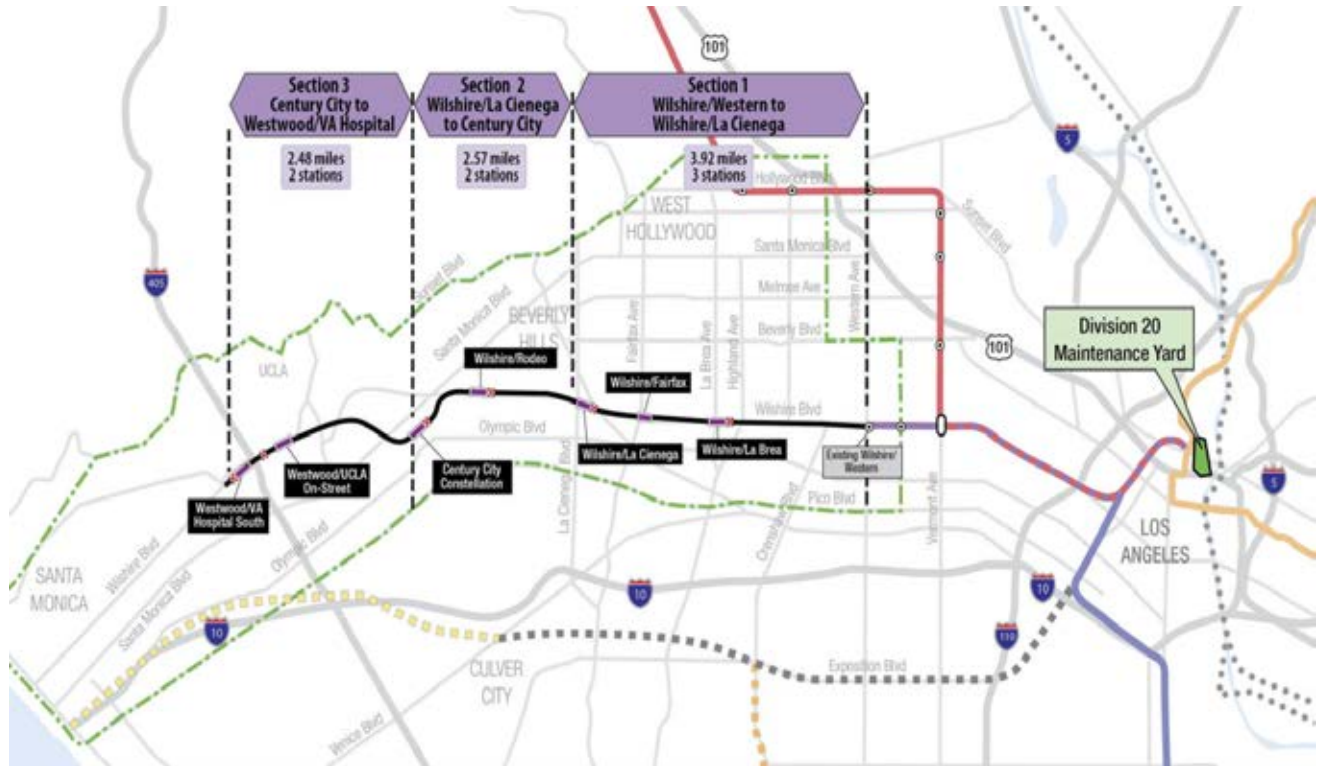 101
Section 3
Century City to
Westwood/VA Hospital
2.48 miles
2 stations
Section 2
Wilshire/La Cienega
to Century City
2.57 miles
2 stations
Section 1
Wilshire/Western to
Wilshire/La Cienega
3.92 miles
3 stations
5
Hollywood Blvd
WEST
HOLLYWOOD
Sunset Blvd
Santa Monica Blvd
405
Sunset Blvd
Santa Monica Blvd
Melrose Ave
Western Ave
BEVERLY
HILLS
Fairfax Ave
La Brea Ave
Highland Ave
Beverly Blvd
101
Division 20
Maintenance Yard
UCLA
Wilshire/Rodeo
Wilshire/Fairfax
Wilshire Blvd
Olympic Blvd
Westwood/UCLA
On-Street
Century City
Constellation
Wilshire/La Cienega
Wilshire/La Brea
Existing Wilshire/
Western
La Cienega Blvd
Crenshaw Blvd
Pico Blvd
Vermont Ave
5
Westwood/VA
Hospital South
LOS
ANGELES
Wilshire Blvd
Olympic Blvd
SANTA
MONICA
Santa Monica Blvd
10
10
10
110
CULVER
CITY
Exposition Blvd
Venice Blvd